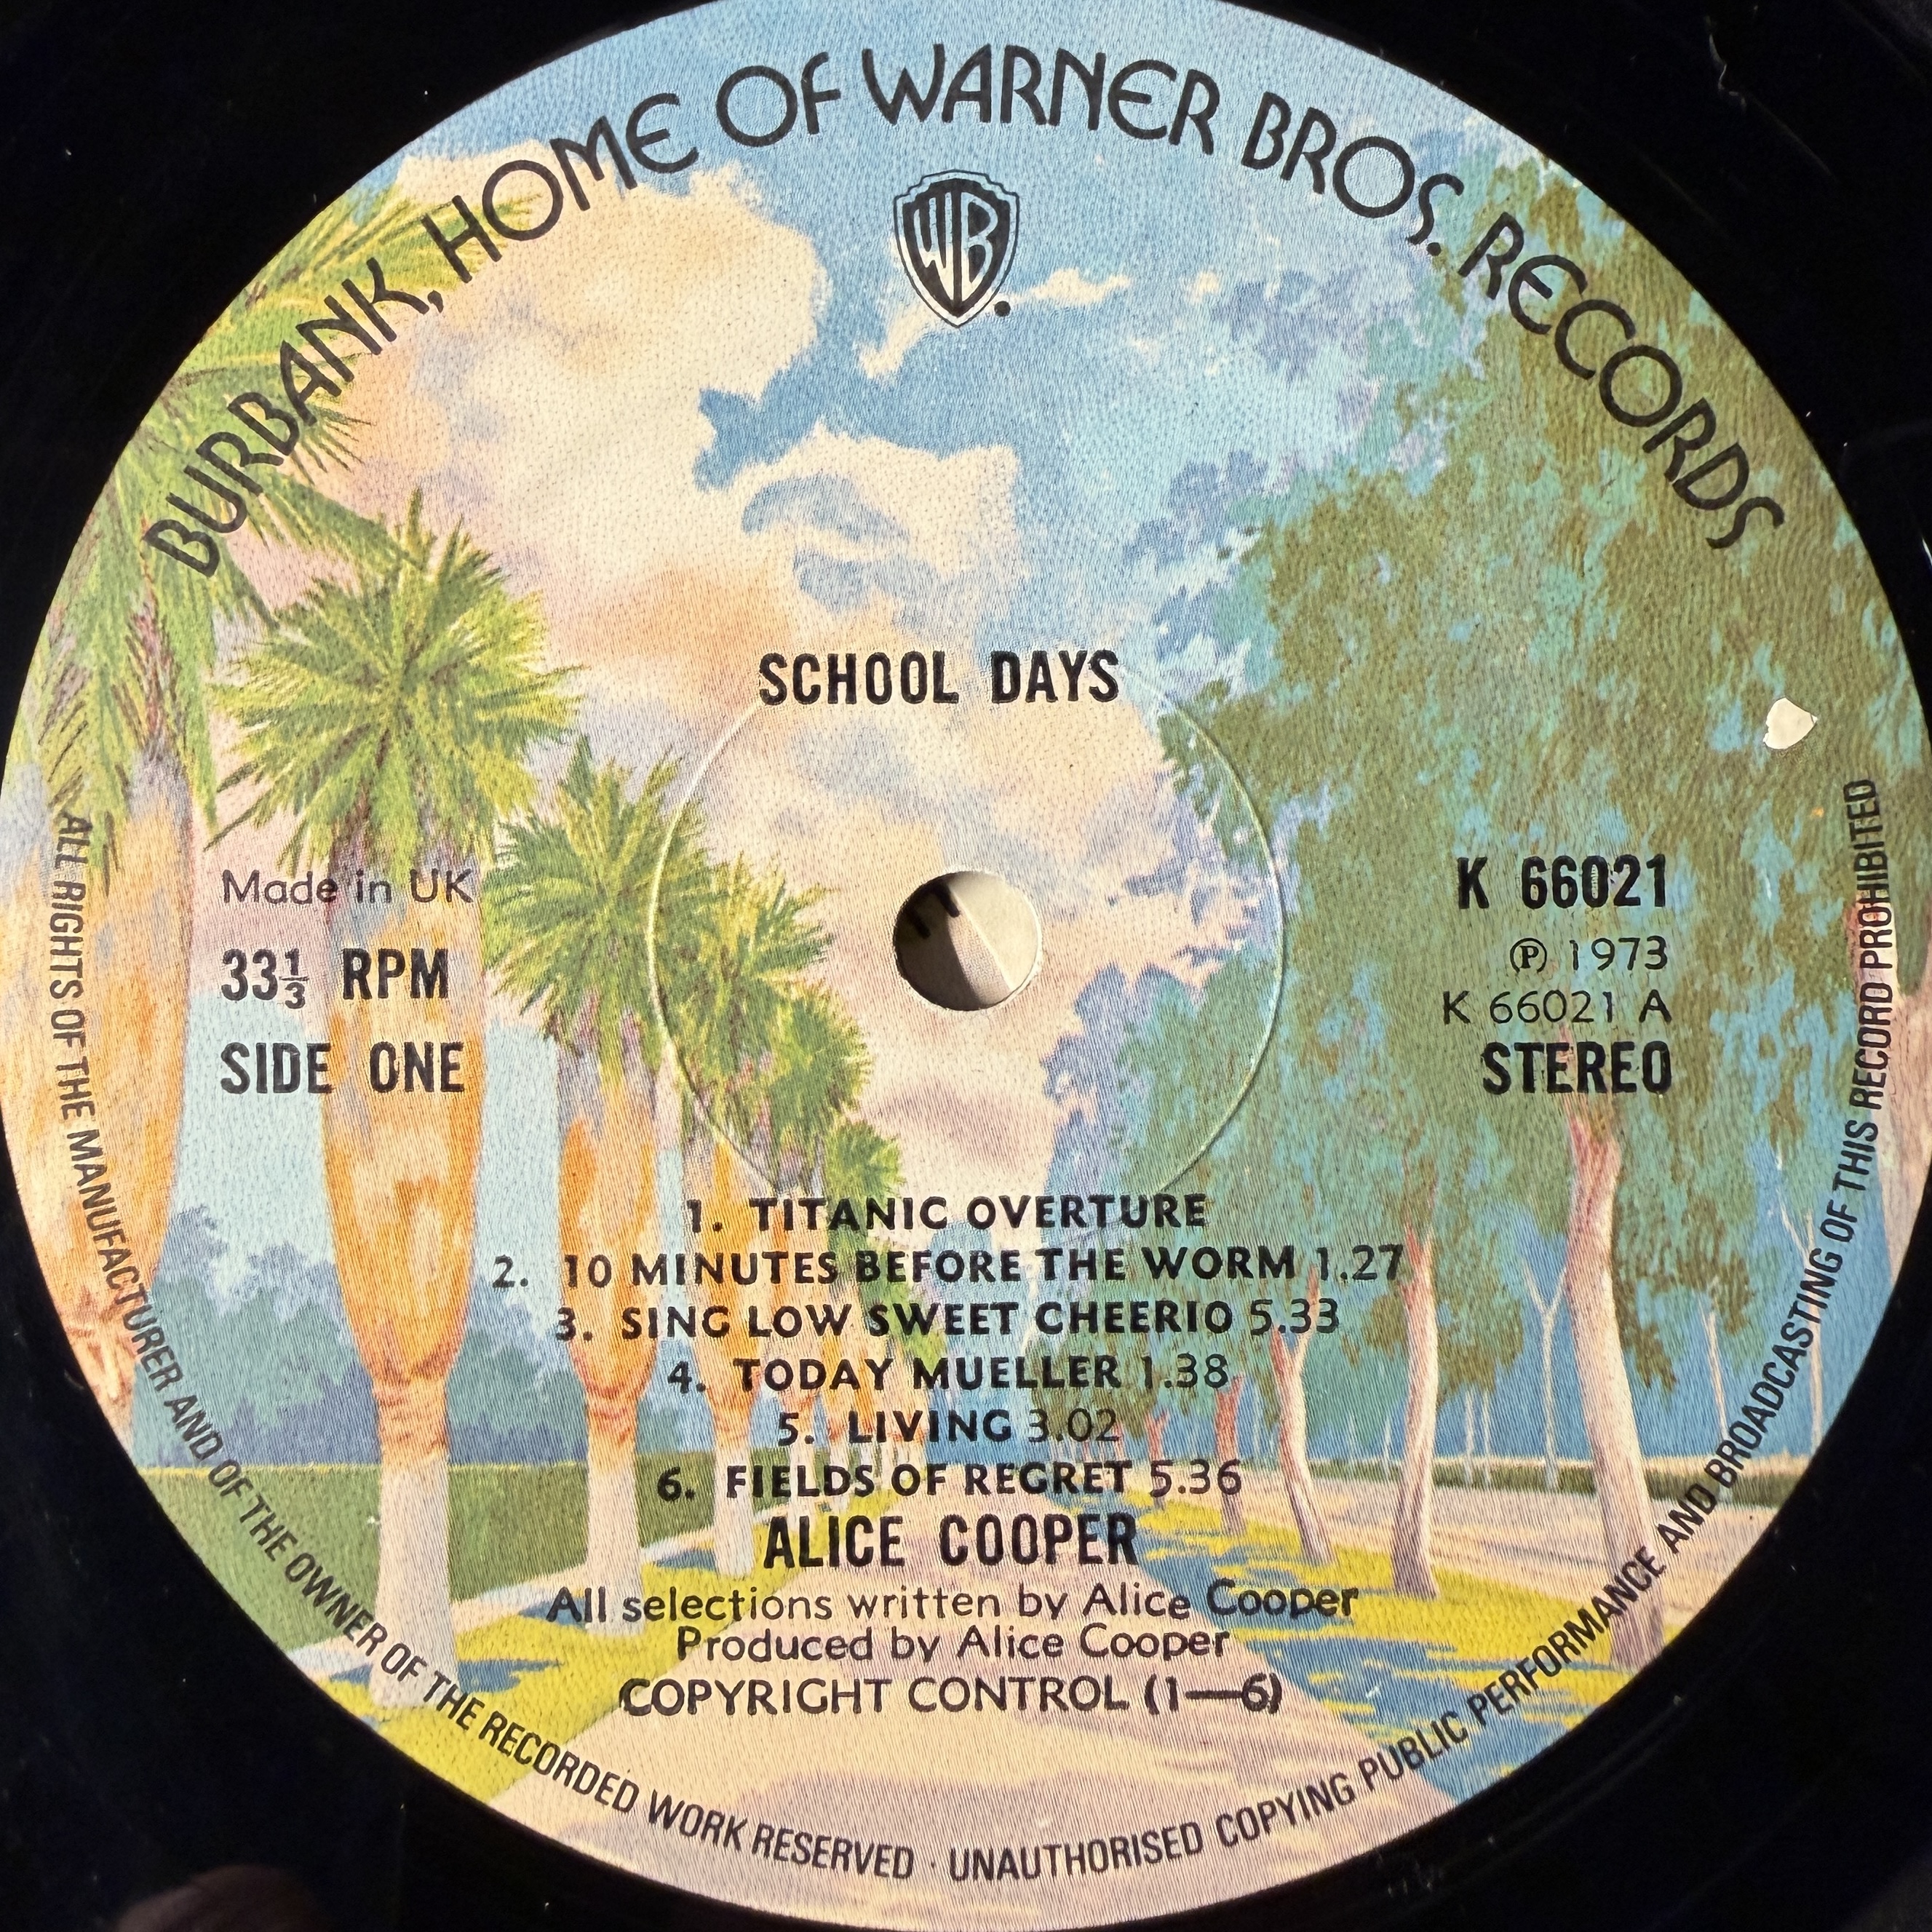 BURBANK, HOME OF WARNER BROS. RECORDS
WB
SCHOOL DAYS
Made in UK
33⅓ RPM
SIDE ONE
K 66021
℗ 1973
K 66021 A
STEREO
1. TITANIC OVERTURE
2. 10 MINUTES BEFORE THE WORM 1.27
3. SING LOW SWEET CHEERIO 5.33
4. TODAY MUELLER 1.38
5. LIVING 3.02
6. FIELDS OF REGRET 5.36
ALICE COOPER
All selections written by Alice Cooper
Produced by Alice Cooper
COPYRIGHT CONTROL (1—6)
ALL RIGHTS OF THE MANUFACTURER AND OF THE OWNER OF THE RECORDED WORK RESERVED · UNAUTHORISED COPYING PUBLIC PERFORMANCE AND BROADCASTING OF THIS RECORD PROHIBITED